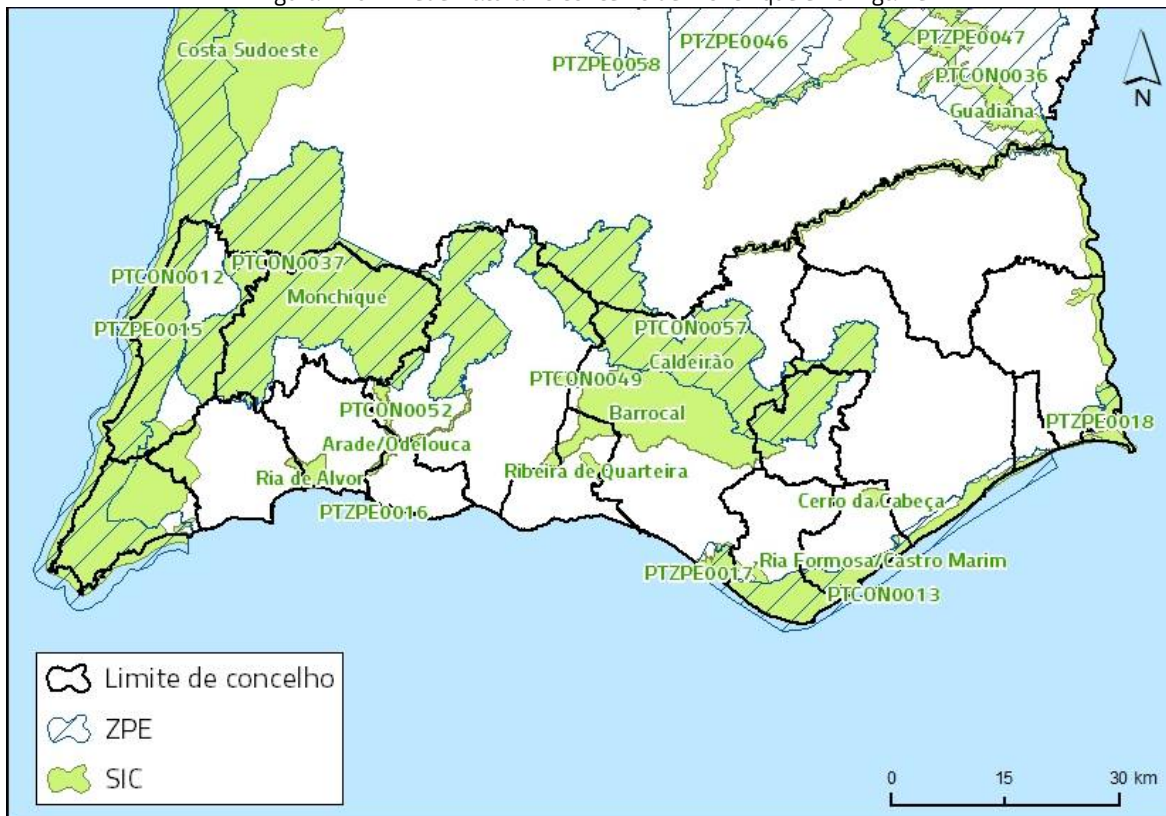 Costa Sudoeste
PTZPE0046
PTZPE0047
PTZPE0058
PTCON0036
Guadiana
N
PTCON0012
PTCON0037
Monchique
PTZPE0015
PTCON0057
Caldeirão
PTCON0049
PTCON0052
Barrocal
PTZPE0018
Arade/Odelouca
Ria de Alvor
Ribeira de Quarteira
Cerro da Cabeça
PTZPE0016
Ria Formosa/Castro Marim
PTZPE0017
PTCON0013
Limite de concelho
ZPE
SIC
0 15 30 km